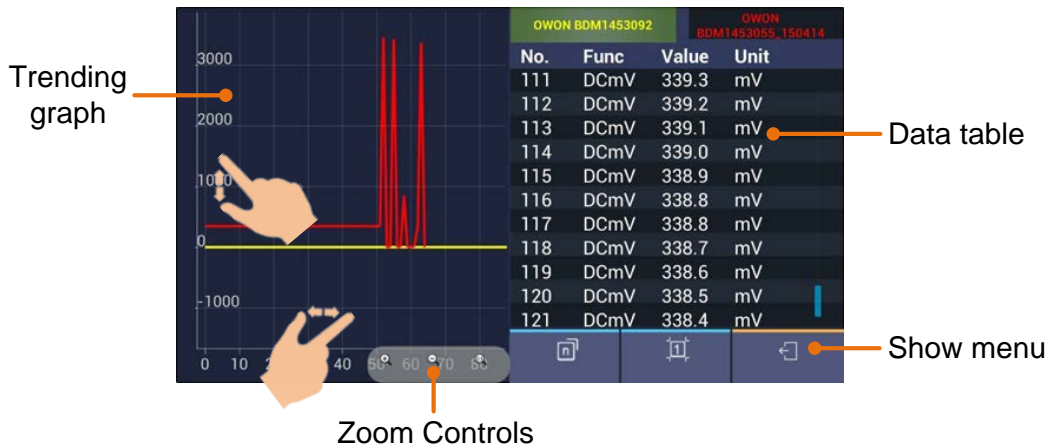 Trending
graph
3000
2000
1000
0
-1000
0 10 40 50 60 70 80
Zoom Controls
OWON BDM1453092
OWON
BDM1453055_150414
No. Func Value Unit
111 DCmV 339.3 mV
112 DCmV 339.2 mV
113 DCmV 339.1 mV
114 DCmV 339.0 mV
115 DCmV 338.9 mV
116 DCmV 338.8 mV
117 DCmV 338.8 mV
118 DCmV 338.7 mV
119 DCmV 338.6 mV
120 DCmV 338.5 mV
121 DCmV 338.4 mV
n
1
Data table
Show menu